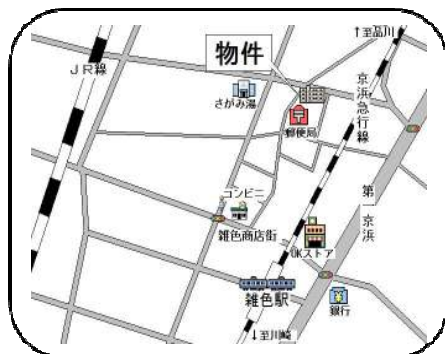 ↑至品川
物件
JR線
さがみ湯
京浜急行線
郵便局
第一京浜
コンビニ
雑色商店街
OKストア
雑色駅
銀行
↓至川崎